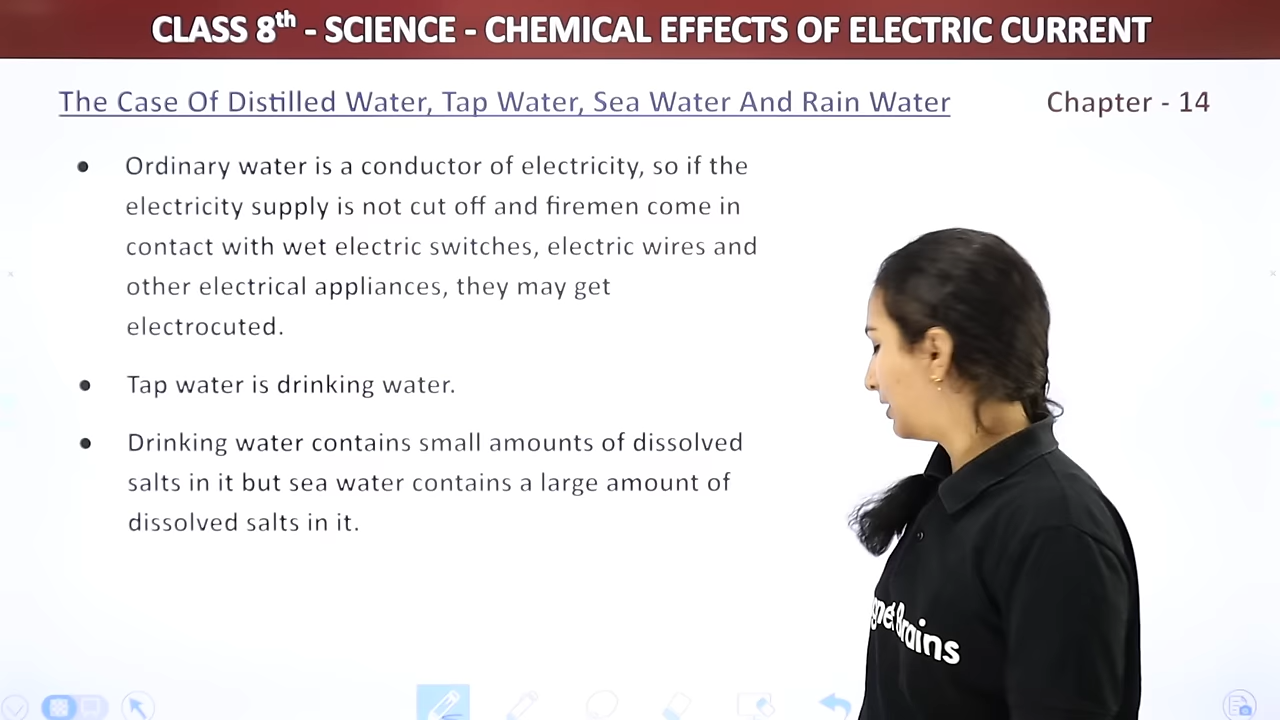 CLASS 8th - SCIENCE - CHEMICAL EFFECTS OF ELECTRIC CURRENT
The Case Of Distilled Water, Tap Water, Sea Water And Rain Water
Chapter - 14
• Ordinary water is a conductor of electricity, so if the
electricity supply is not cut off and firemen come in
contact with wet electric switches, electric wires and
other electrical appliances, they may get
electrocuted.
• Tap water is drinking water.
• Drinking water contains small amounts of dissolved
salts in it but sea water contains a large amount of
dissolved salts in it.
Brains